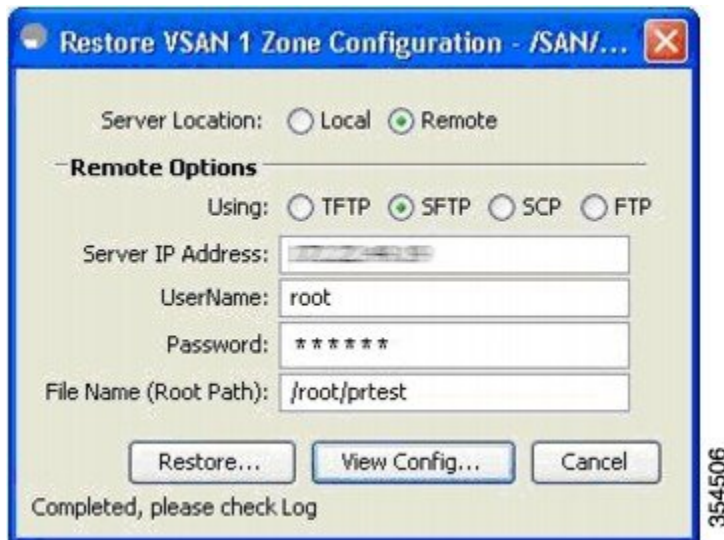 Restore VSAN 1 Zone Configuration - /SAN/...
Server Location: Local Remote
Remote Options
Using: TFTP SFTP SCP FTP
Server IP Address:
UserName: root
Password: ******
File Name (Root Path): /root/prtest
Restore... View Config... Cancel
Completed, please check Log
354506